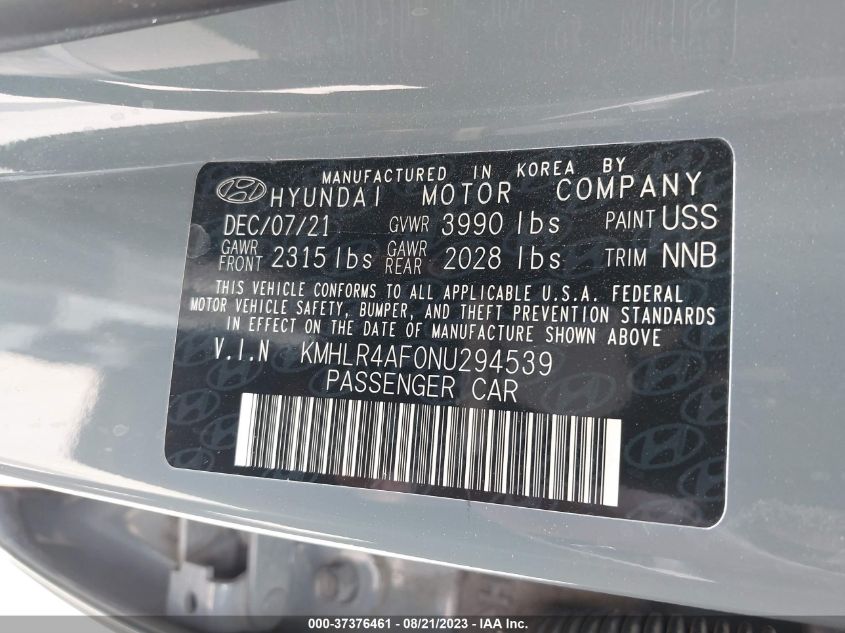 MANUFACTURED IN KOREA BY
HYUNDAI MOTOR COMPANY
DEC/07/21 GVWR 3990 lbs PAINT USS
GAWR FRONT 2315 lbs GAWR REAR 2028 lbs TRIM NNB
THIS VEHICLE CONFORMS TO ALL APPLICABLE U.S.A. FEDERAL
MOTOR VEHICLE SAFETY, BUMPER, AND THEFT PREVENTION STANDARDS
IN EFFECT ON THE DATE OF MANUFACTURE SHOWN ABOVE
V.I.N KMHLR4AF0NU294539
PASSENGER CAR
000-37376461 - 08/21/2023 - IAA Inc.